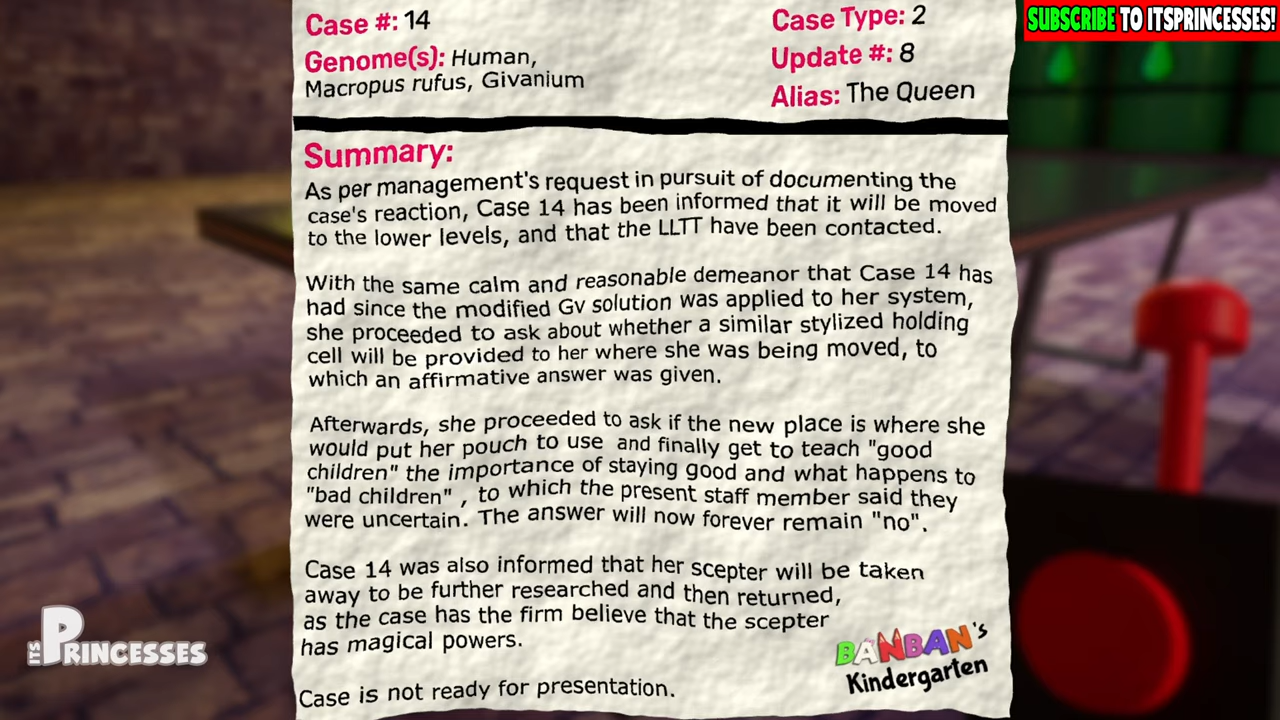 Case #: 14
Case Type: 2
SUBSCRIBE TO ITSPRINCESSES!
Genome(s): Human,
Macropus rufus, Givanium
Update #: 8
Alias: The Queen
Summary:
As per management's request in pursuit of documenting the
case's reaction, Case 14 has been informed that it will be moved
to the lower levels, and that the LLTT have been contacted.
With the same calm and reasonable demeanor that Case 14 has
had since the modified Gv solution was applied to her system,
she proceeded to ask about whether a similar stylized holding
cell will be provided to her where she was being moved, to
which an affirmative answer was given.
Afterwards, she proceeded to ask if the new place is where she
would put her pouch to use and finally get to teach "good
children" the importance of staying good and what happens to
"bad children" , to which the present staff member said they
were uncertain. The answer will now forever remain "no".
Case 14 was also informed that her scepter will be taken
away to be further researched and then returned,
as the case has the firm believe that the scepter
has magical powers.
Case is not ready for presentation.
BANBAN's
Kindergarten
ITS PRINCESSES